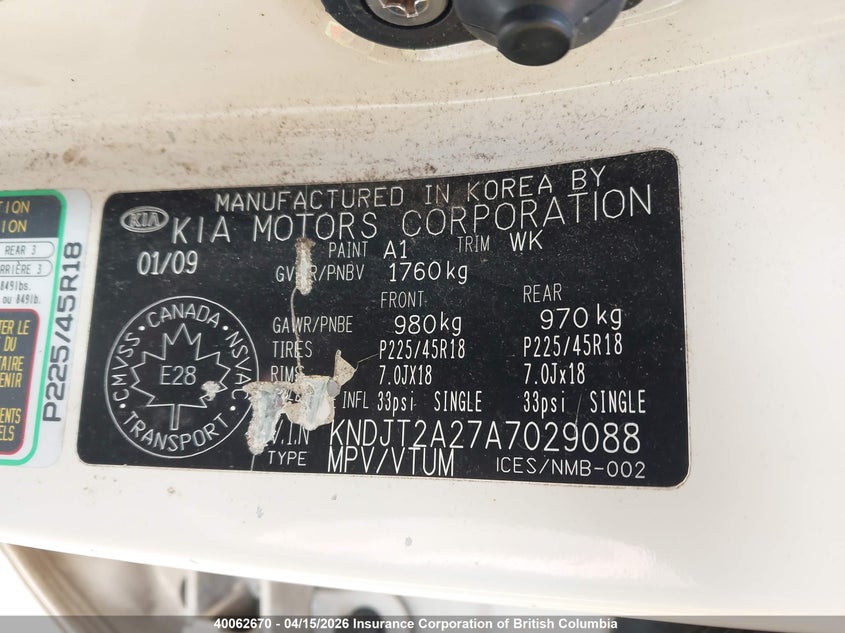 MANUFACTURED IN KOREA BY
KIA KIA MOTORS CORPORATION
01/09 PAINT A1 TRIM WK
/PNBV 1760kg
FRONT REAR
GAWR/PNBE 980kg 970kg
TIRES P225/45R18 P225/45R18
RIMS 7.0JX18 7.0Jx18
INFL 33psi SINGLE 33psi SINGLE
V.I.N KNDJT2A27A7029088
TYPE MPV/VTUM ICES/NMB-002
CANADA
CMVSS
NSVAC
E28
TRANSPORT
REAR 3
ARRIÈRE 3
849lbs.
ou 849lb.
P225/45R18
40062670 - 04/15/2026 Insurance Corporation of British Columbia